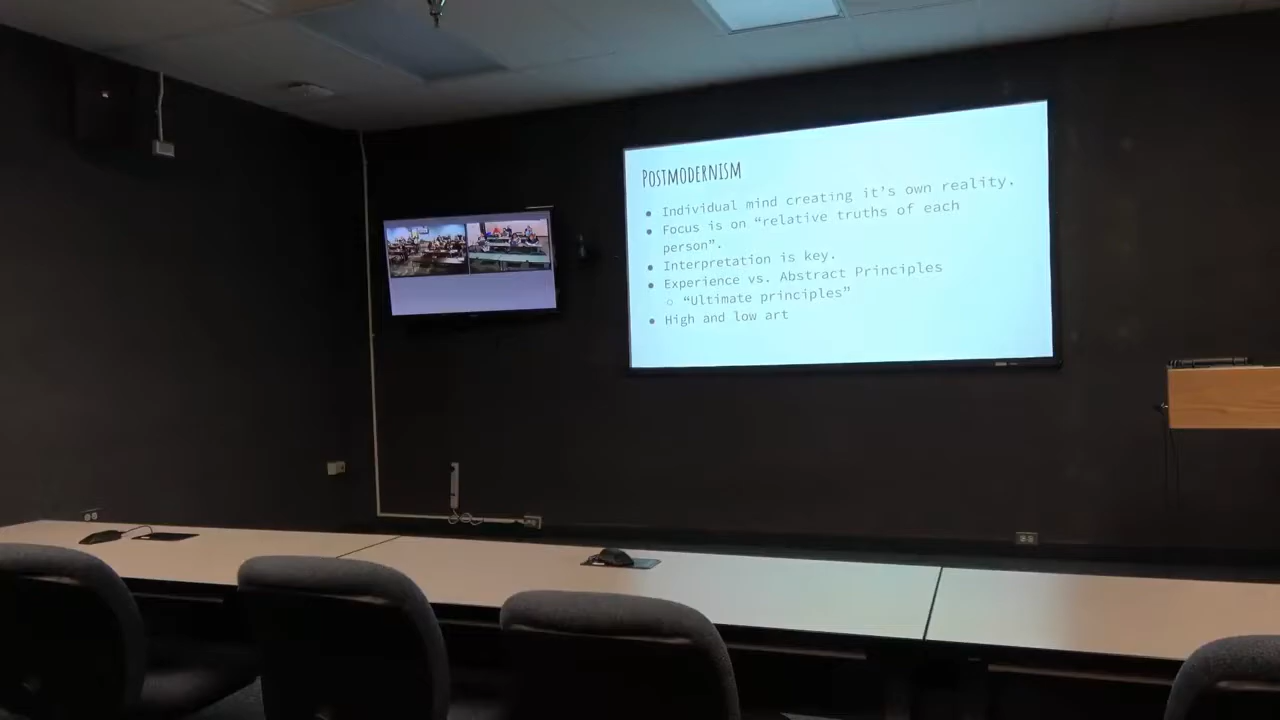 Postmodernism
● Individual mind creating it's own reality.
● Focus is on “relative truths of each
person”.
● Interpretation is key.
● Experience vs. Abstract Principles
○ “Ultimate principles”
● High and low art